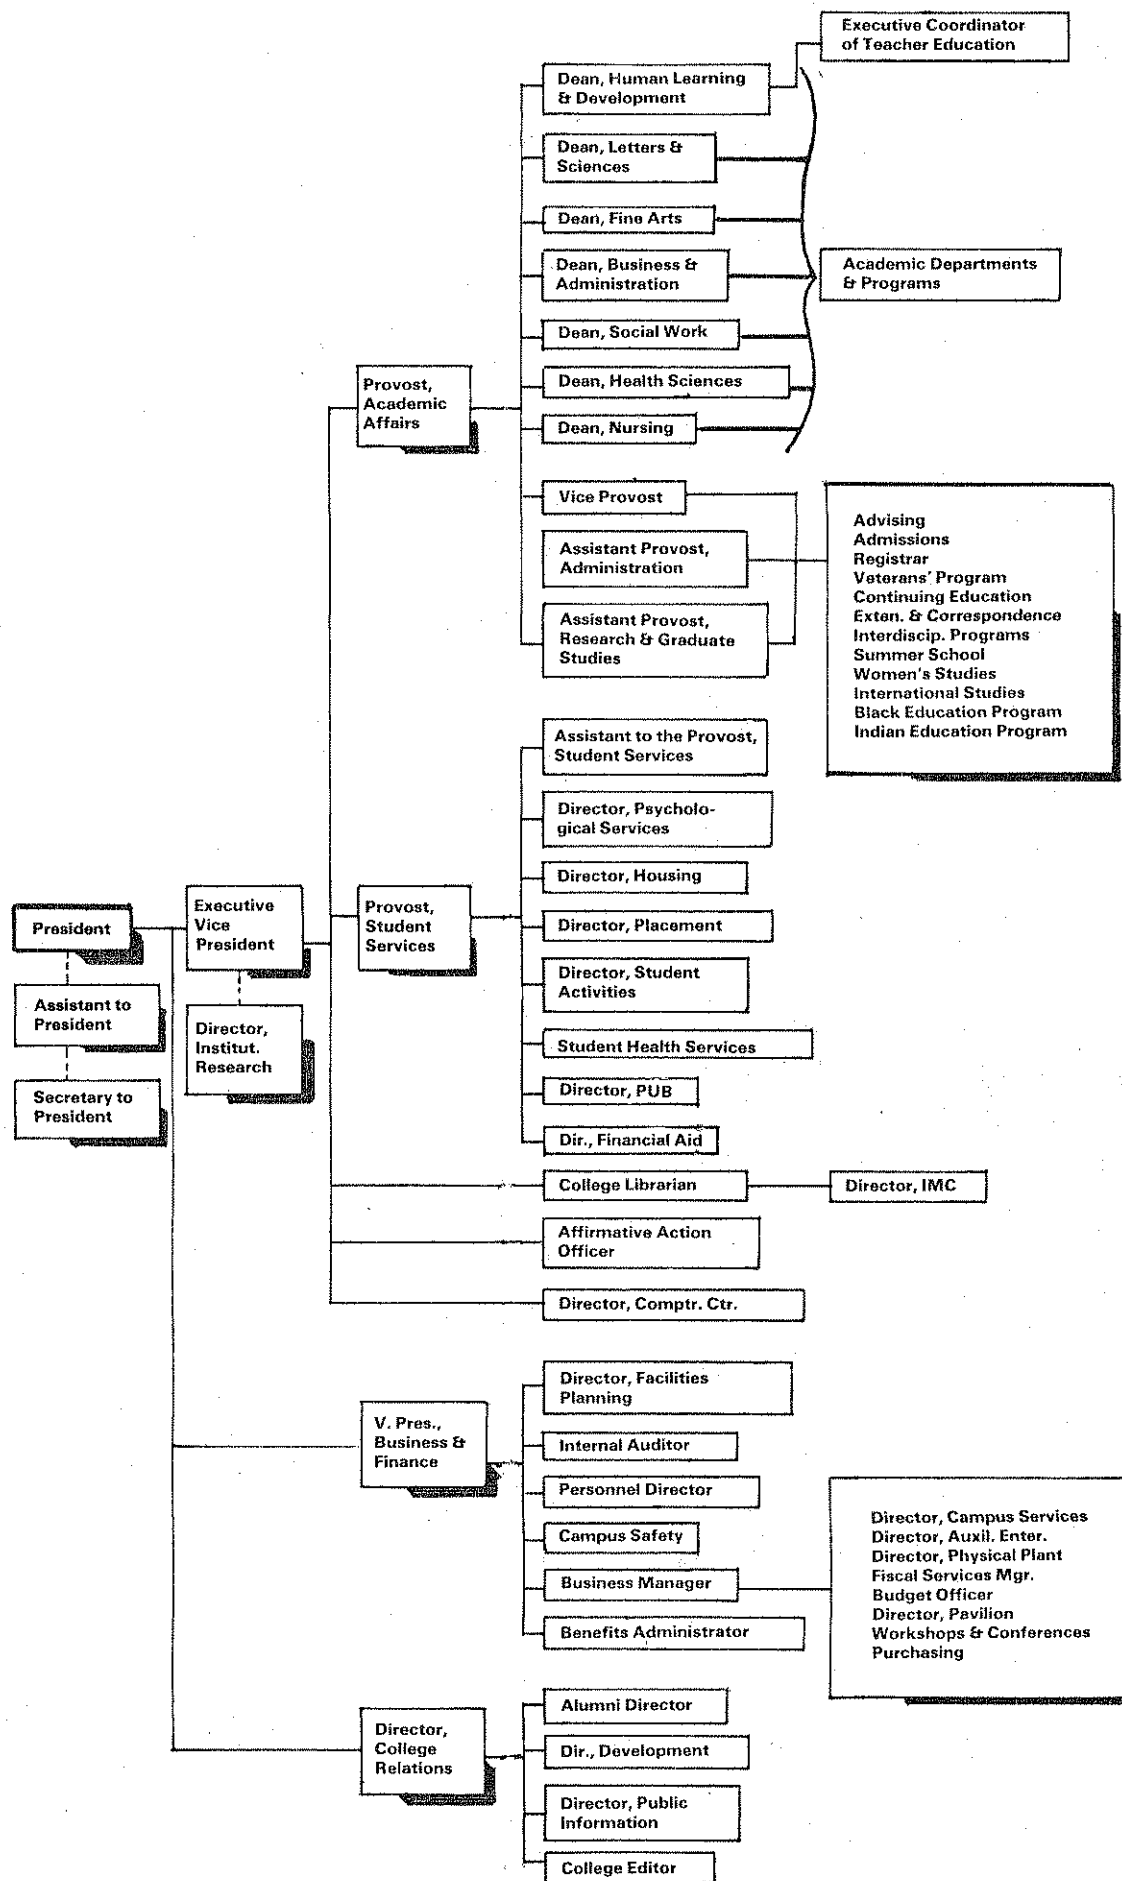 Executive Coordinator
of Teacher Education
Dean, Human Learning
& Development
Dean, Letters &
Sciences
Dean, Fine Arts
Dean, Business &
Administration
Academic Departments
& Programs
Dean, Social Work
Dean, Health Sciences
Dean, Nursing
Provost,
Academic
Affairs
Vice Provost
Assistant Provost,
Administration
Assistant Provost,
Research & Graduate
Studies
Advising
Admissions
Registrar
Veterans' Program
Continuing Education
Exten. & Correspondence
Interdiscip. Programs
Summer School
Women's Studies
International Studies
Black Education Program
Indian Education Program
Assistant to the Provost,
Student Services
Director, Psycholo-
gical Services
Director, Housing
Director, Placement
Director, Student
Activities
Student Health Services
Director, PUB
Dir., Financial Aid
President
Executive
Vice
President
Provost,
Student
Services
Assistant to
President
Director,
Institut.
Research
Secretary to
President
College Librarian
Director, IMC
Affirmative Action
Officer
Director, Comptr. Ctr.
V. Pres.,
Business &
Finance
Director, Facilities
Planning
Internal Auditor
Personnel Director
Campus Safety
Business Manager
Benefits Administrator
Director, Campus Services
Director, Auxil. Enter.
Director, Physical Plant
Fiscal Services Mgr.
Budget Officer
Director, Pavilion
Workshops & Conferences
Purchasing
Director,
College
Relations
Alumni Director
Dir., Development
Director, Public
Information
College Editor